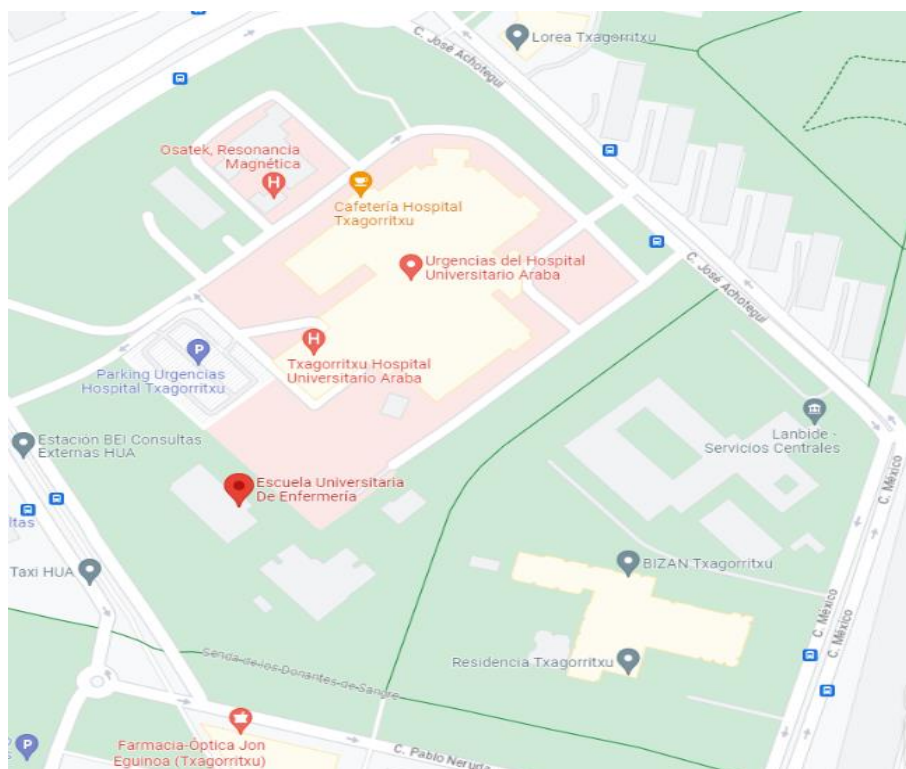 C. José Achotegui
Lorea Txagorritxu
Osatek, Resonancia
Magnética
H
Cafetería Hospital
Txagorritxu
Urgencias del Hospital
Universitario Araba
C. José Achotegui
H
Txagorritxu Hospital
Universitario Araba
P
Parking Urgencias
Hospital Txagorritxu
Lanbide -
Servicios Centrales
Estación BEI Consultas
Externas HUA
C. México
Escuela Universitaria
De Enfermería
ltas
Taxi HUA
BIZAN Txagorritxu
C. México
C. México
Senda de los Donantes de Sangre
Residencia Txagorritxu
P
Farmacia-Óptica Jon
Eguinoa (Txagorritxu)
C. Pablo Neruda